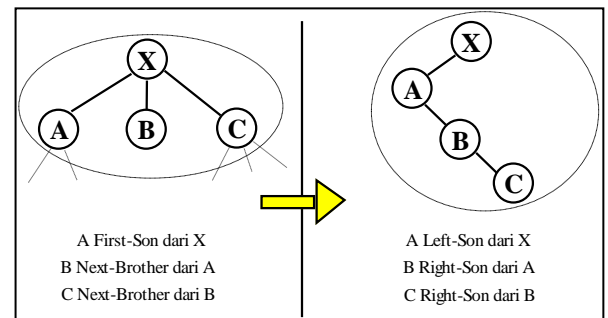 X
A
B
C
A First-Son dari X
B Next-Brother dari A
C Next-Brother dari B
X
A
B
C
A Left-Son dari X
B Right-Son dari A
C Right-Son dari B